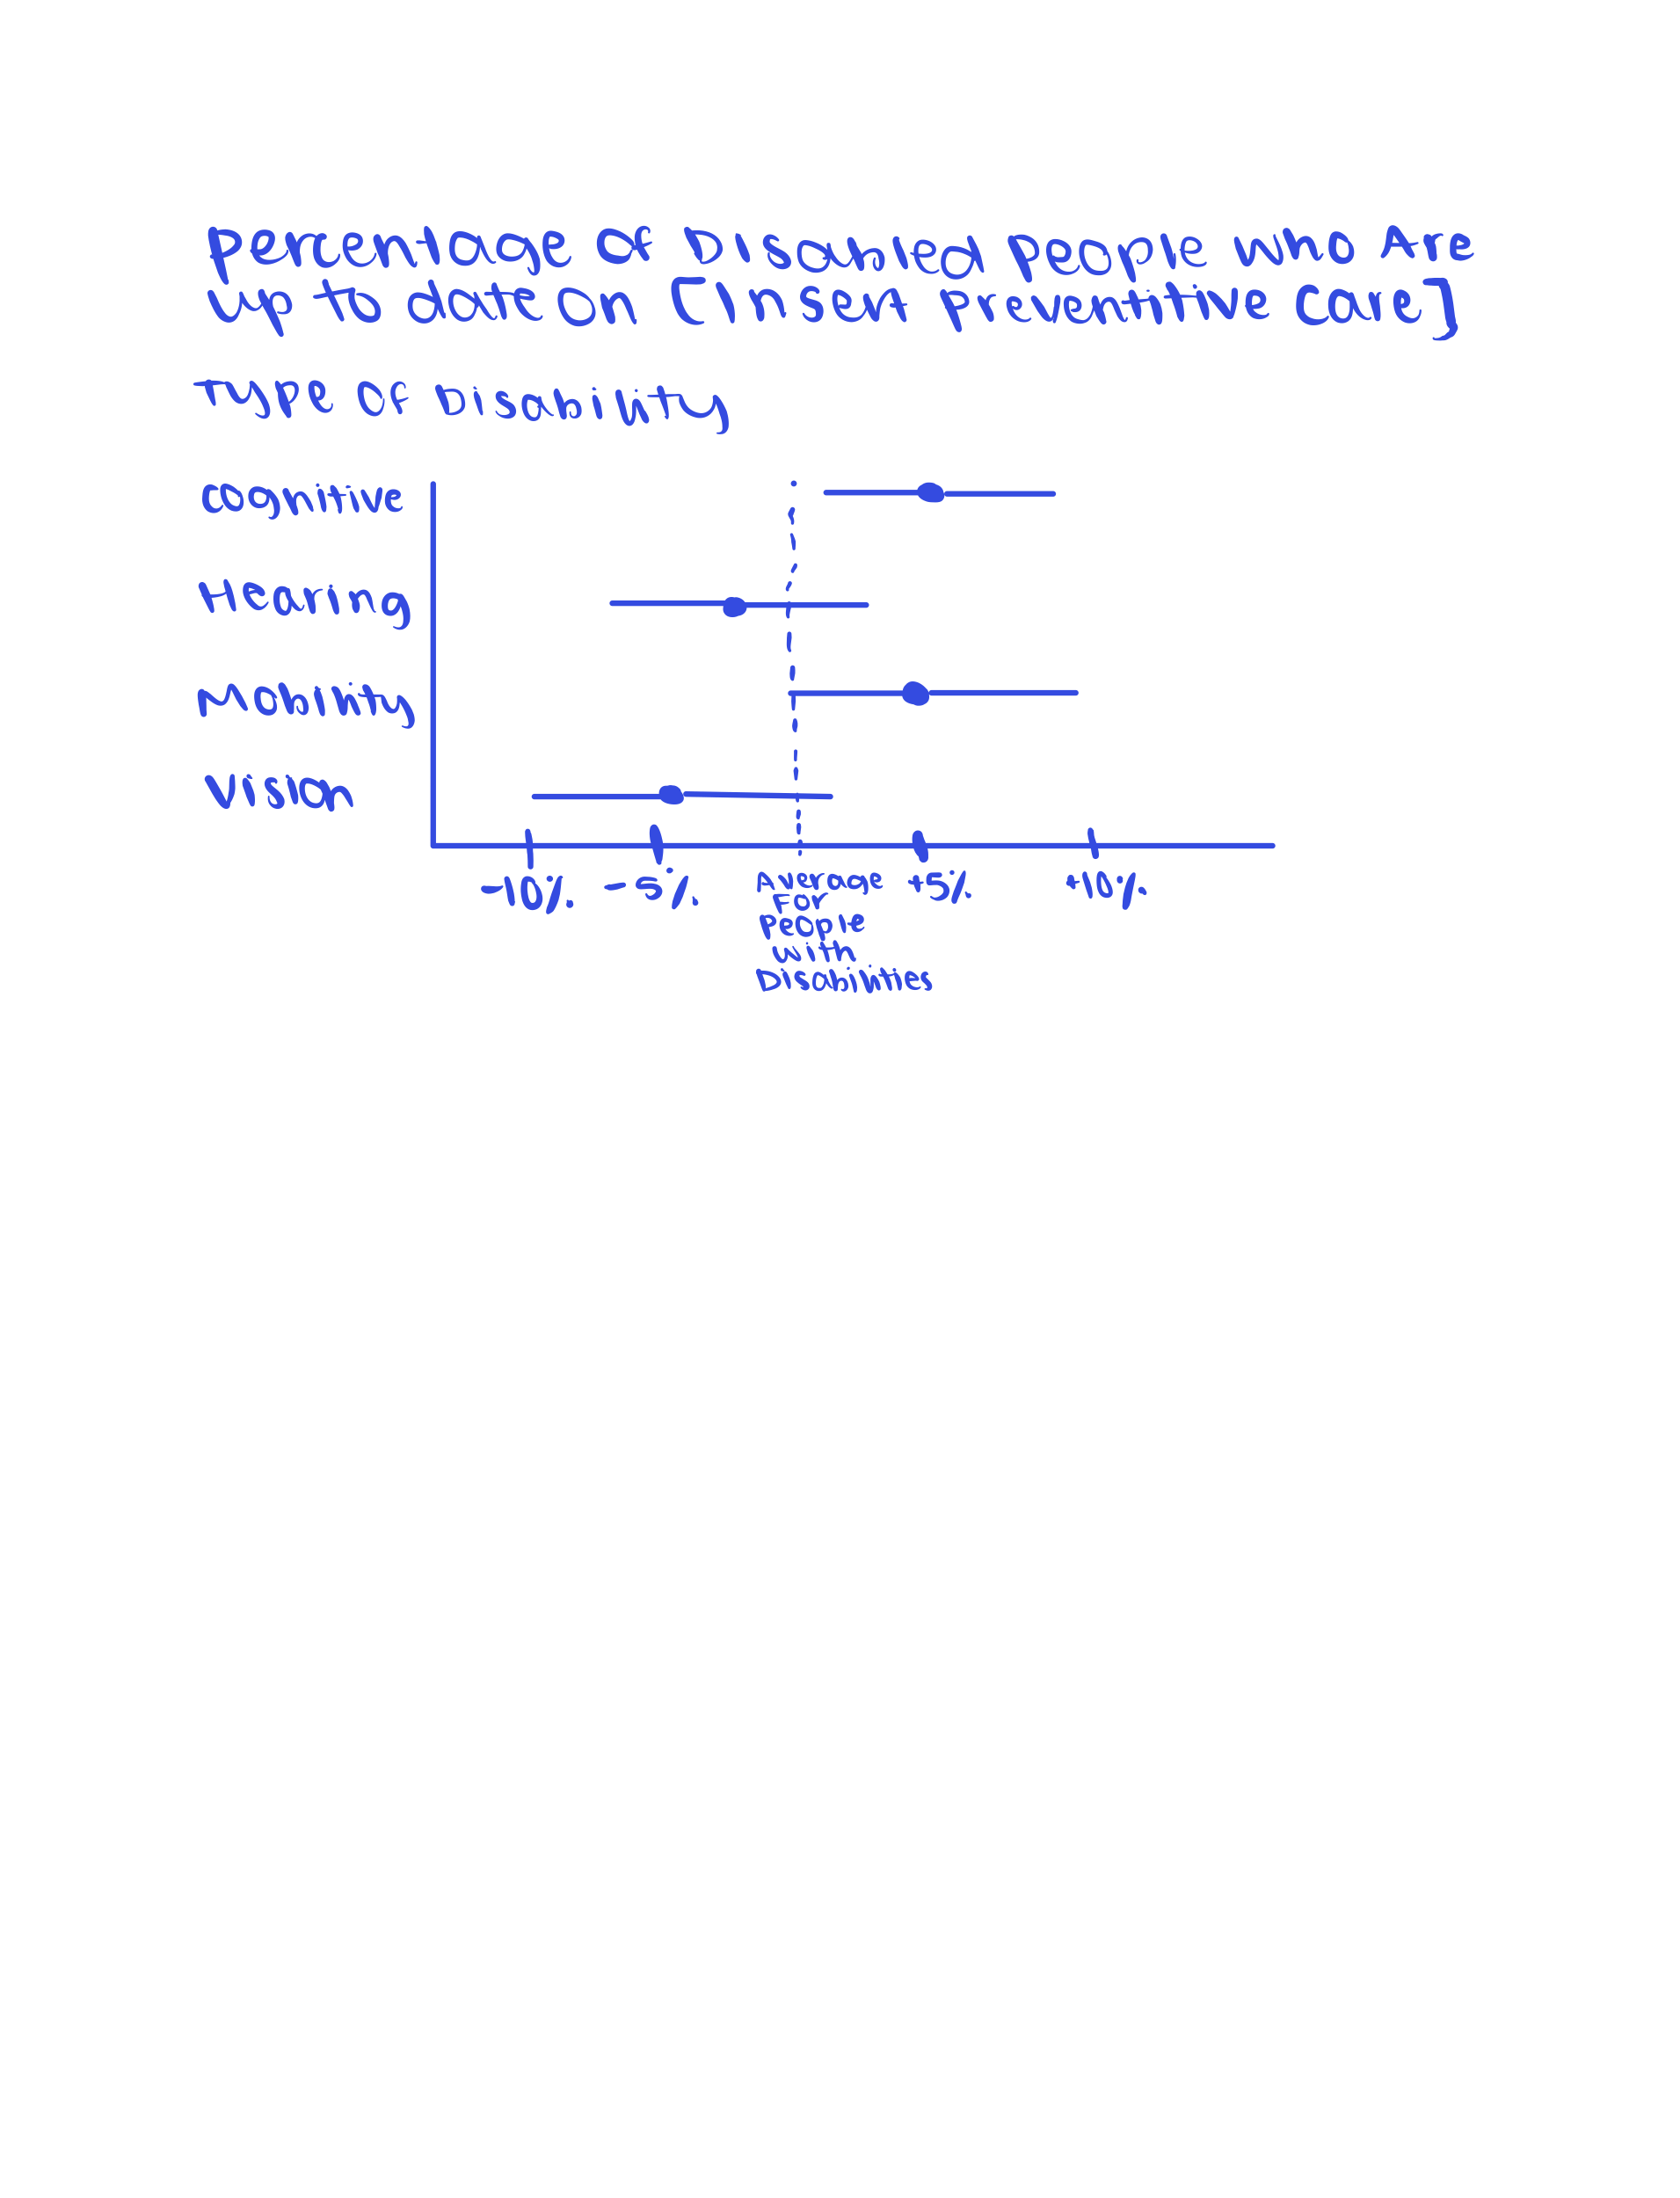 Percentage Of Disabled People who Are
up to date on [Insert Preventitive Care]
Type Of Disability
Cognitive
Hearing
Mobility
Vision
-10%
-5%
Average
For
People
with
Disabilities
+5%
+10%